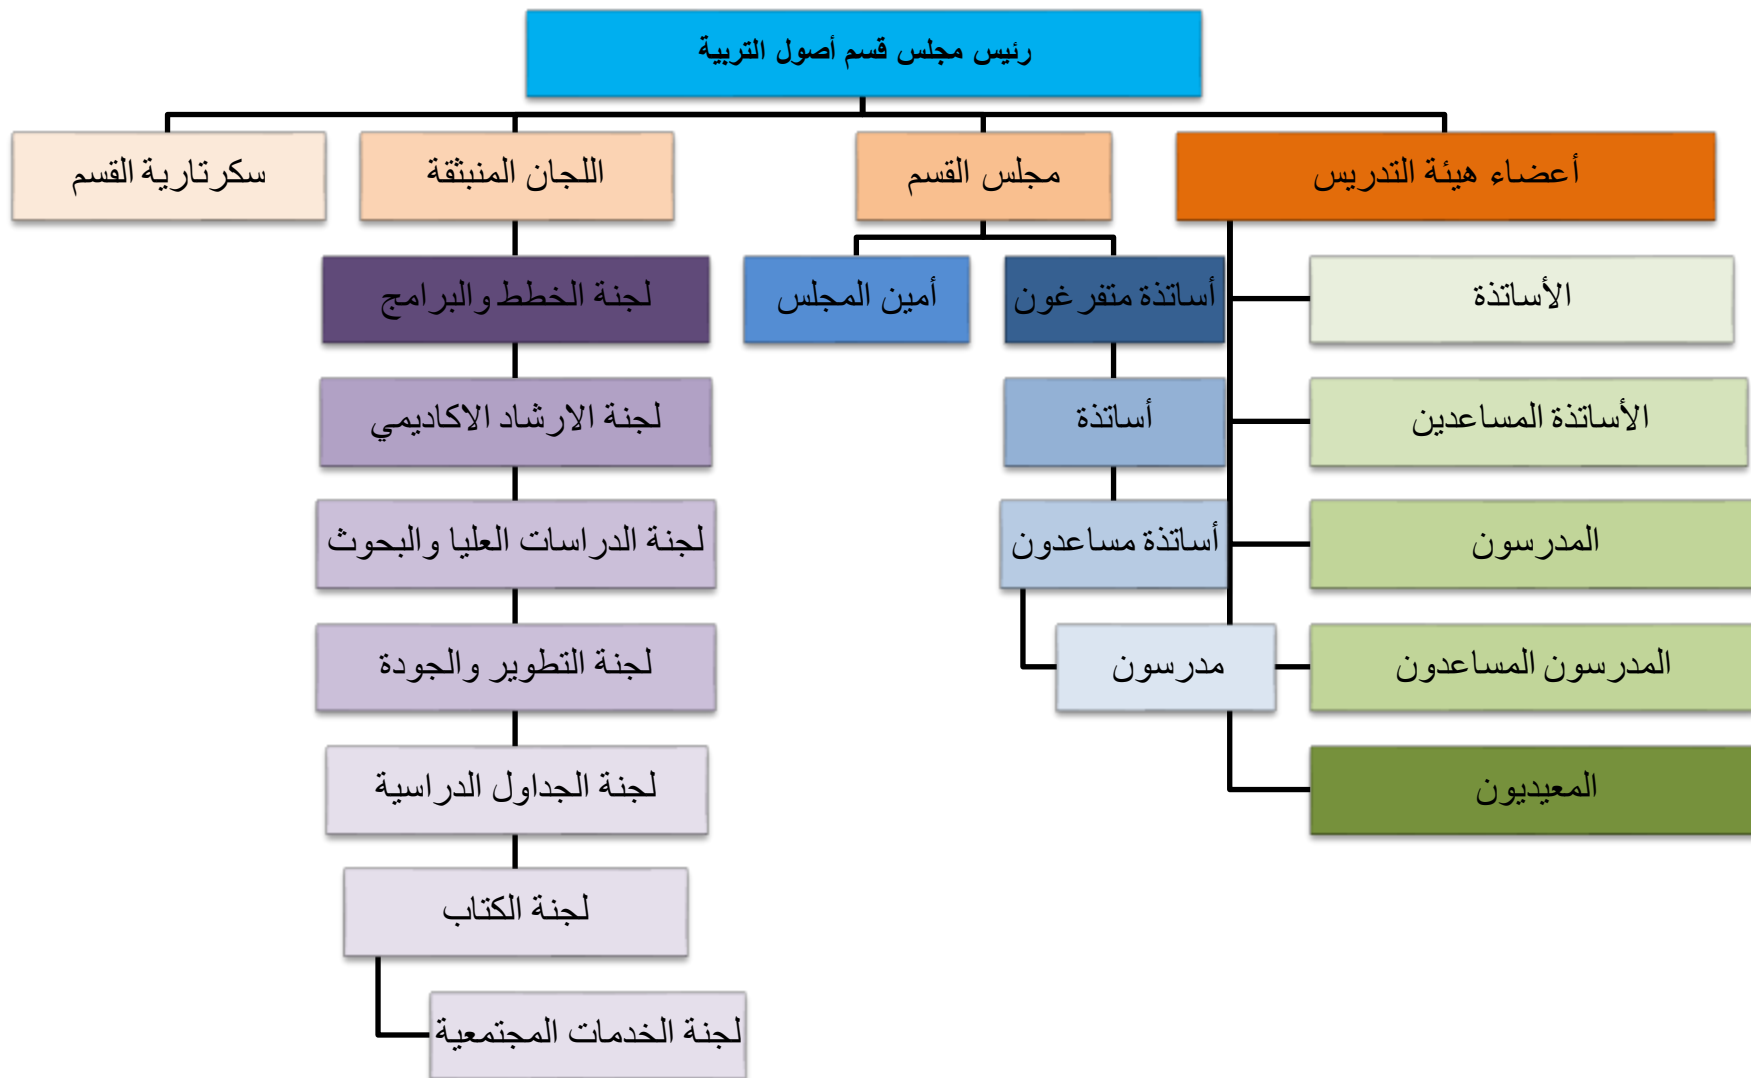 رئيس مجلس قسم أصول التربية
أعضاء هيئة التدريس
مجلس القسم
اللجان المنبثقة
سكرتارية القسم
الأساتذة
أساتذة متفرغون
أمين المجلس
لجنة الخطط والبرامج
الأساتذة المساعدين
أساتذة
لجنة الارشاد الاكاديمي
المدرسون
أساتذة مساعدون
لجنة الدراسات العليا والبحوث
المدرسون المساعدون
مدرسون
لجنة التطوير والجودة
المعيديون
لجنة الجداول الدراسية
لجنة الكتاب
لجنة الخدمات المجتمعية